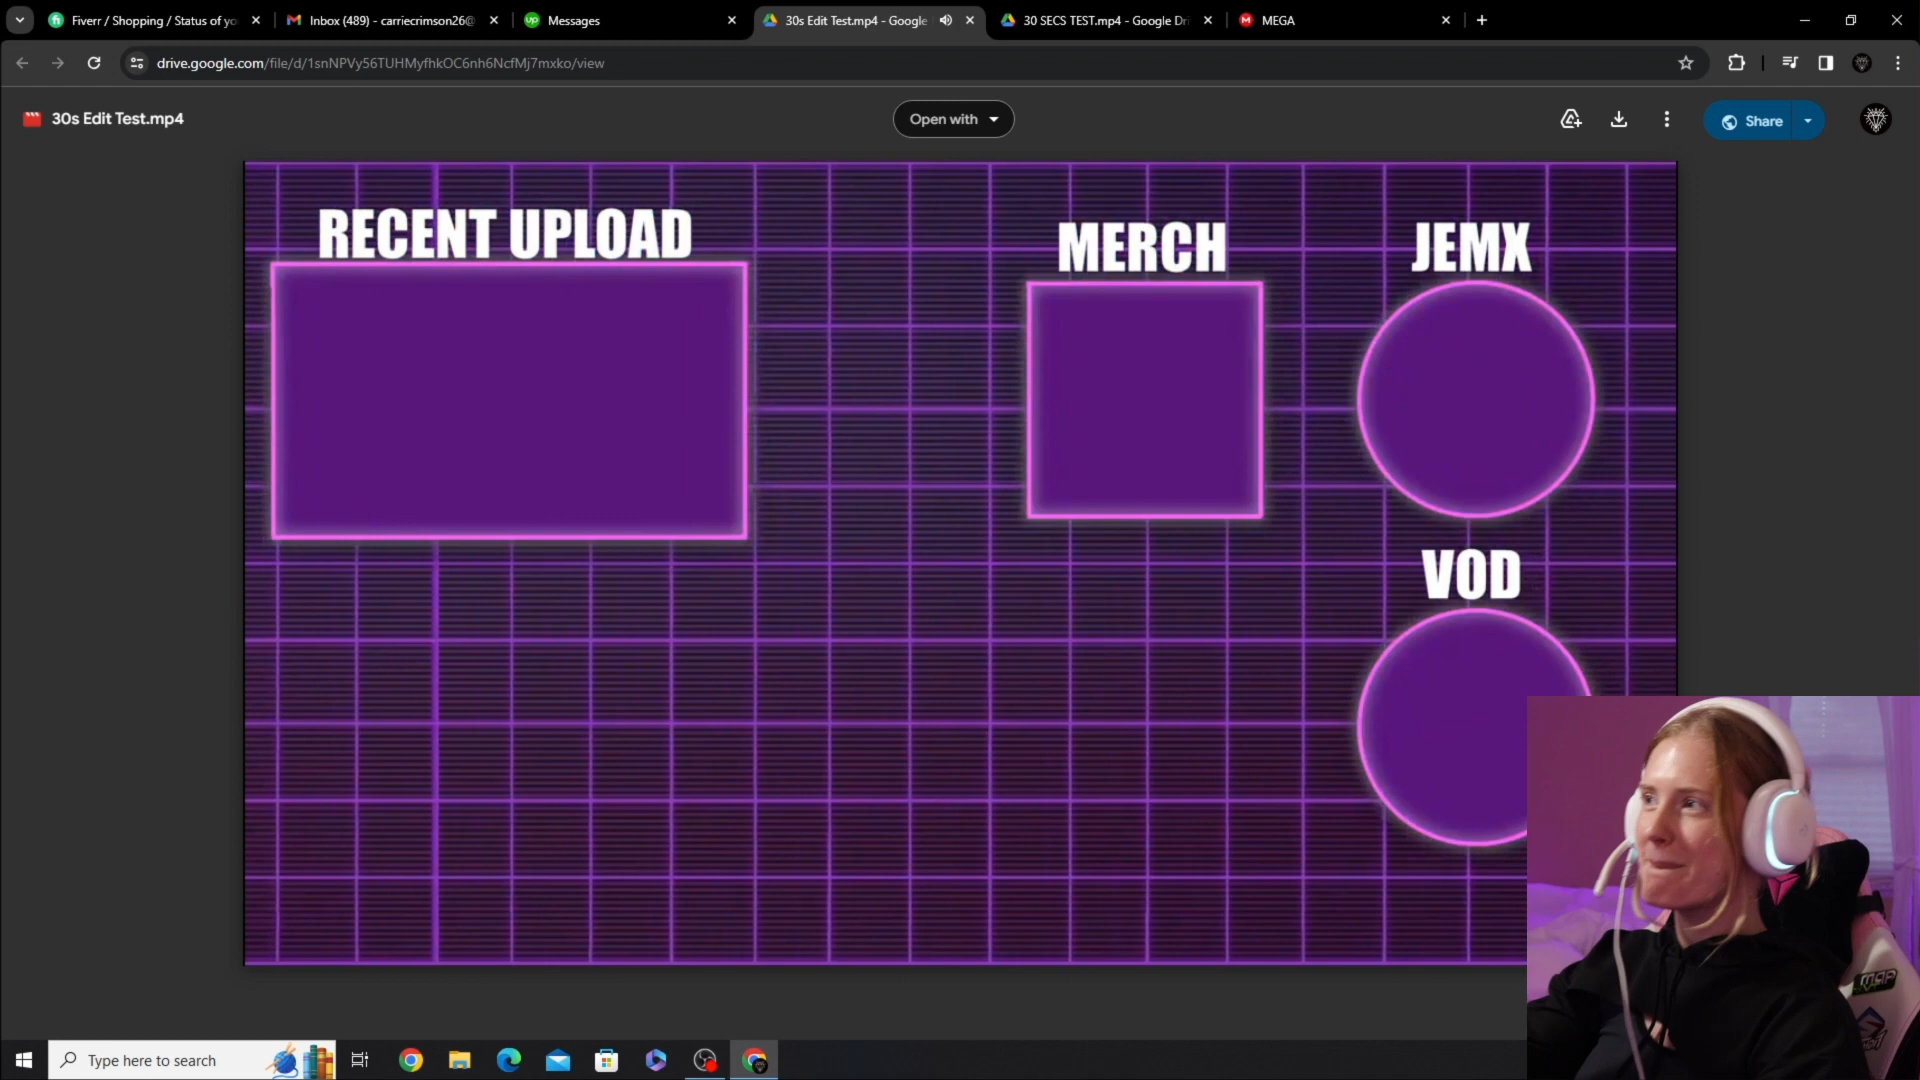 Fiverr / Shopping / Status of yo
Inbox (489) - carriecrimson26@
Messages
30s Edit Test.mp4 - Google
30 SECS TEST.mp4 - Google Dri
MEGA
drive.google.com/file/d/1snNPVy56TUHMyfhkOC6nh6NcfMj7mxko/view
30s Edit Test.mp4
Open with
Share
RECENT UPLOAD
MERCH
JEMX
VOD
Type here to search